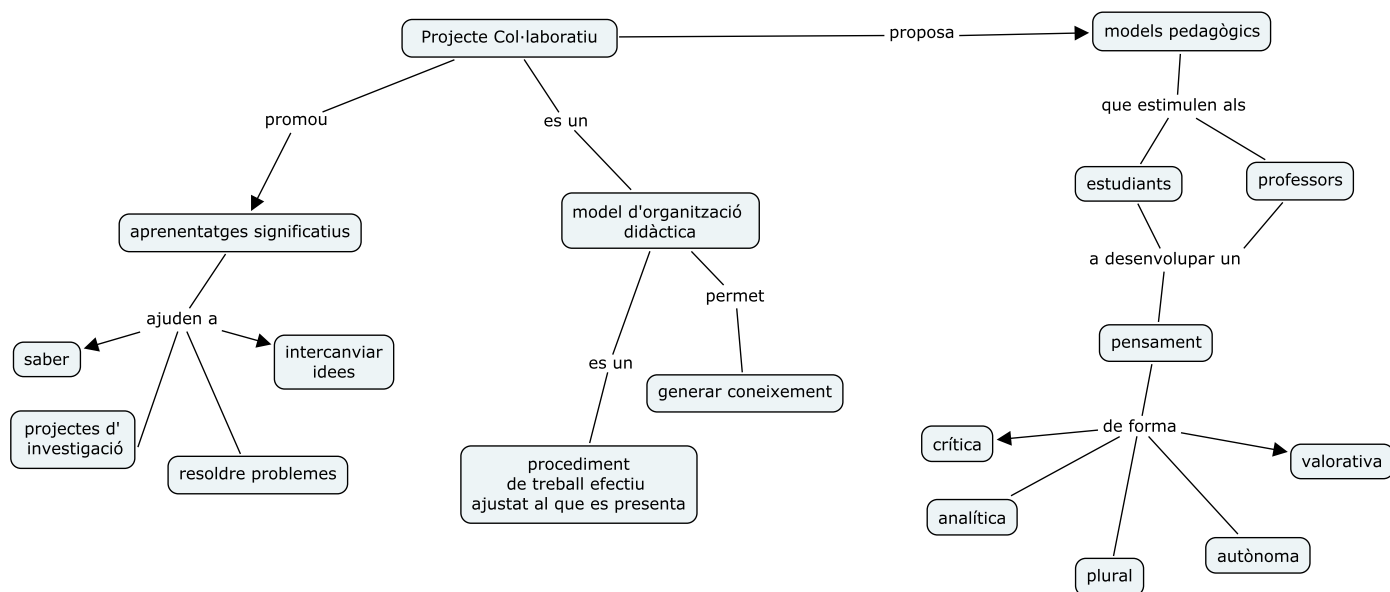 Projecte Col·laboratiu
proposa
models pedagògics
promou
es un
que estimulen als
estudiants
professors
aprenentatges significatius
model d'organització
didàctica
a desenvolupar un
ajuden a
permet
saber
intercanviar
idees
es un
pensament
generar coneixement
projectes d'
investigació
resoldre problemes
procediment
de treball efectiu
ajustat al que es presenta
de forma
crítica
valorativa
analítica
autònoma
plural